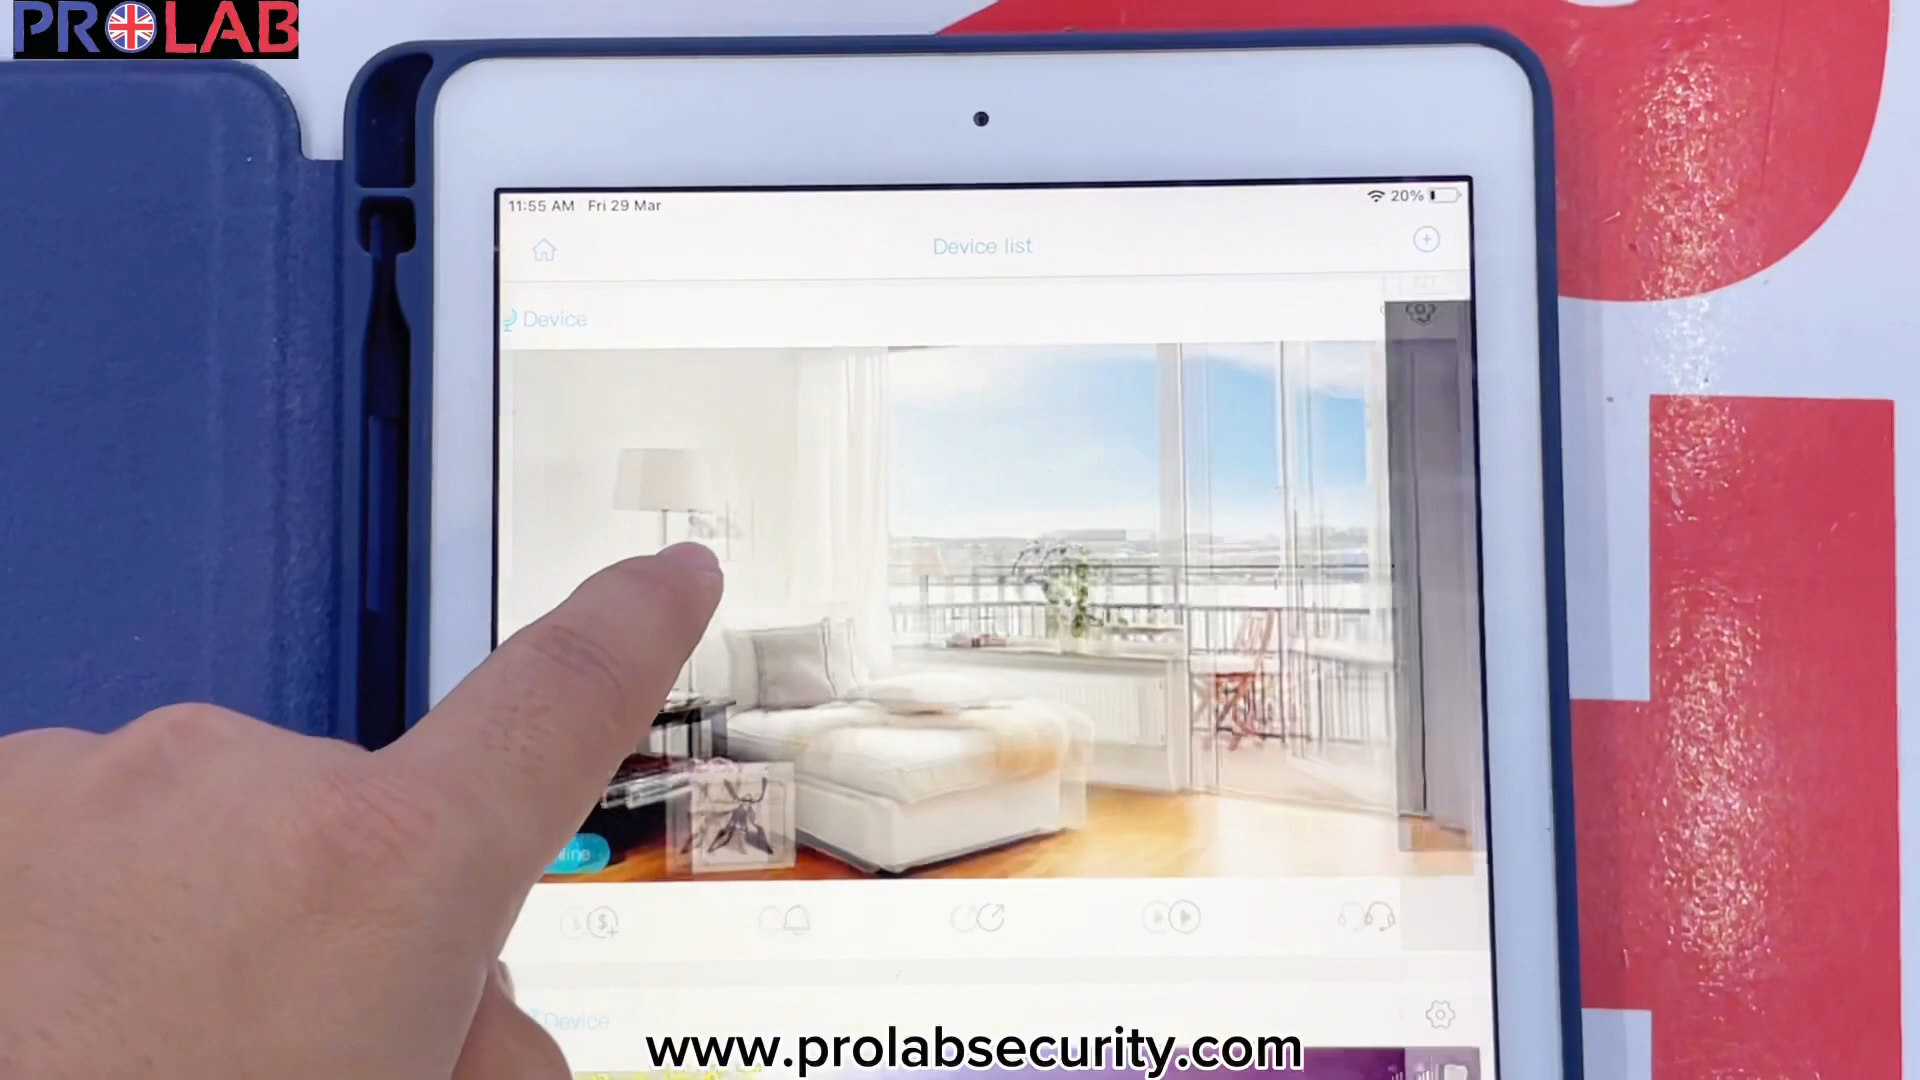 PROLAB
11:55 AM Fri 29 Mar
20%
Device list
Device
Device
www.prolabsecurity.com